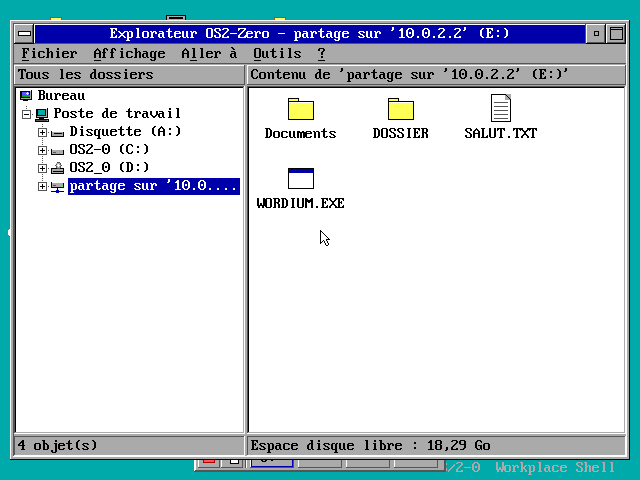 Explorateur OS2-Zero - partage sur '10.0.2.2' (E:)
Fichier Affichage Aller à Outils ?
Tous les dossiers
Contenu de 'partage sur '10.0.2.2' (E:)'
Bureau
Poste de travail
Disquette (A:)
OS2-0 (C:)
OS2_0 (D:)
partage sur '10.0....
Documents
DOSSIER
SALUT.TXT
WORDIUM.EXE
4 objet(s)
Espace disque libre : 18,29 Go
/2-0 Workplace Shell